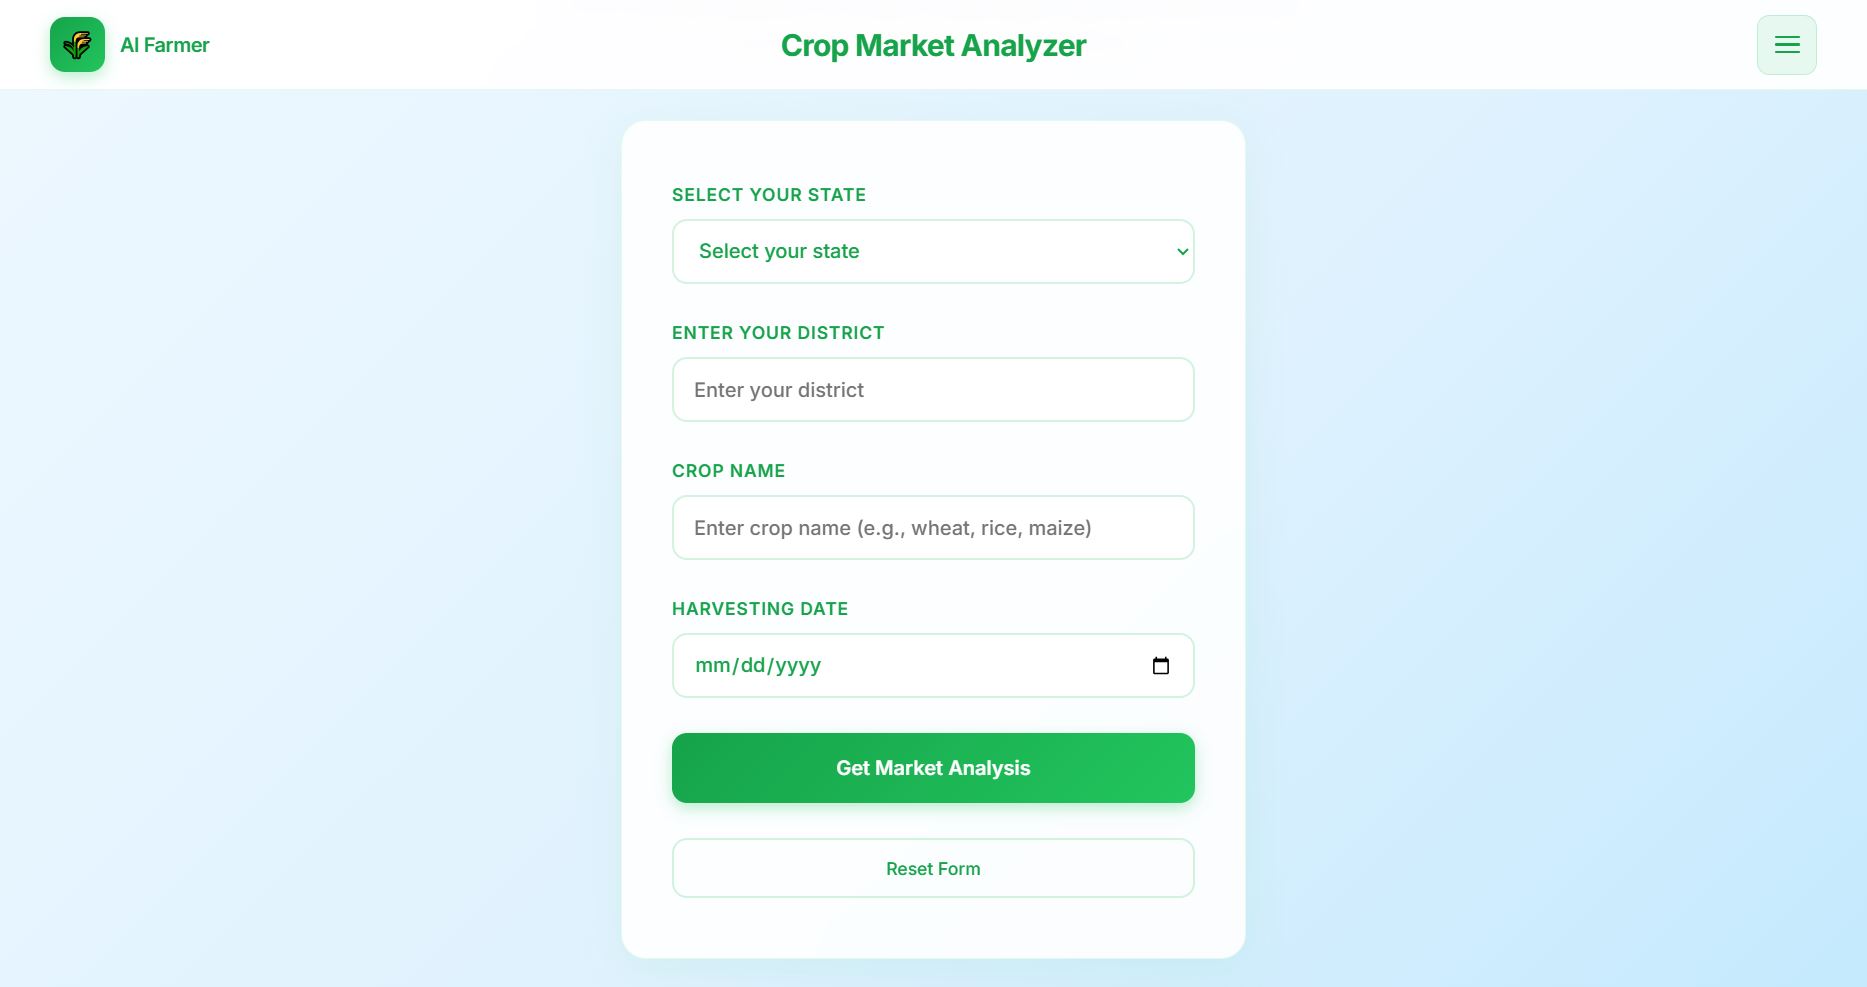 AI Farmer
Crop Market Analyzer
SELECT YOUR STATE
Select your state
ENTER YOUR DISTRICT
Enter your district
CROP NAME
Enter crop name (e.g., wheat, rice, maize)
HARVESTING DATE
mm/dd/yyyy
Get Market Analysis
Reset Form